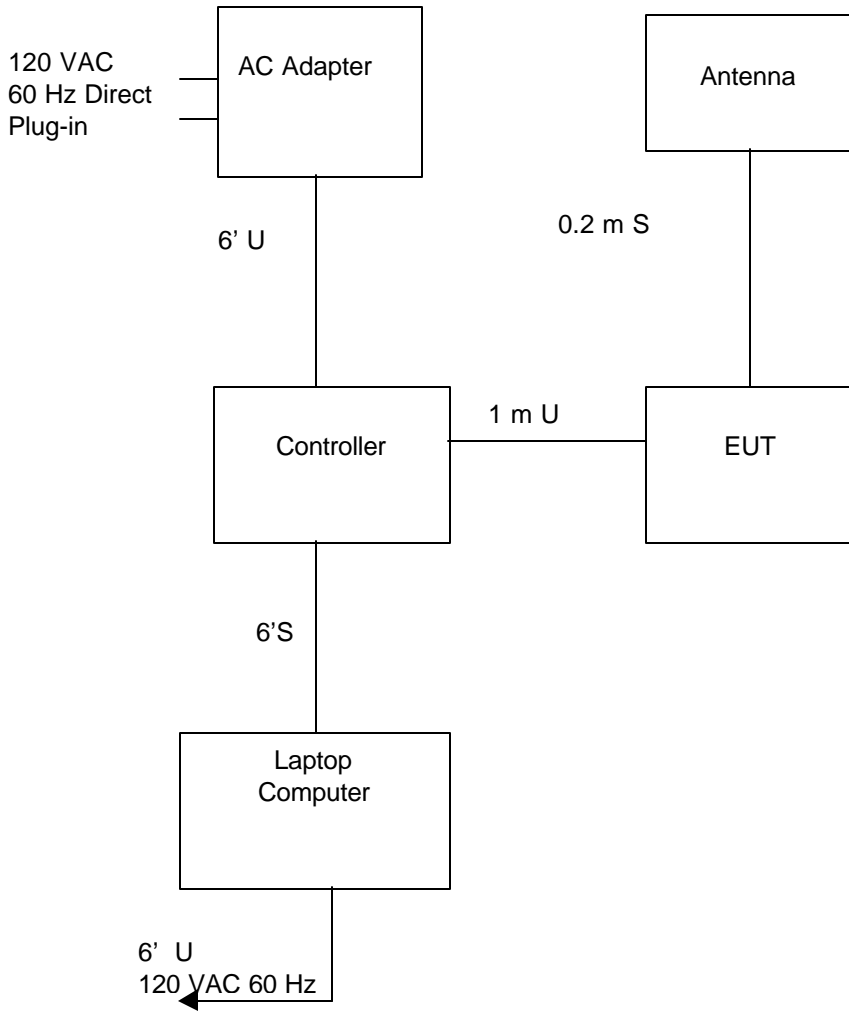 120 VAC
60 Hz Direct
Plug-in
AC Adapter
Antenna
6’ U
0.2 m S
Controller
1 m U
EUT
6’S
Laptop
Computer
6’ U
120 VAC 60 Hz